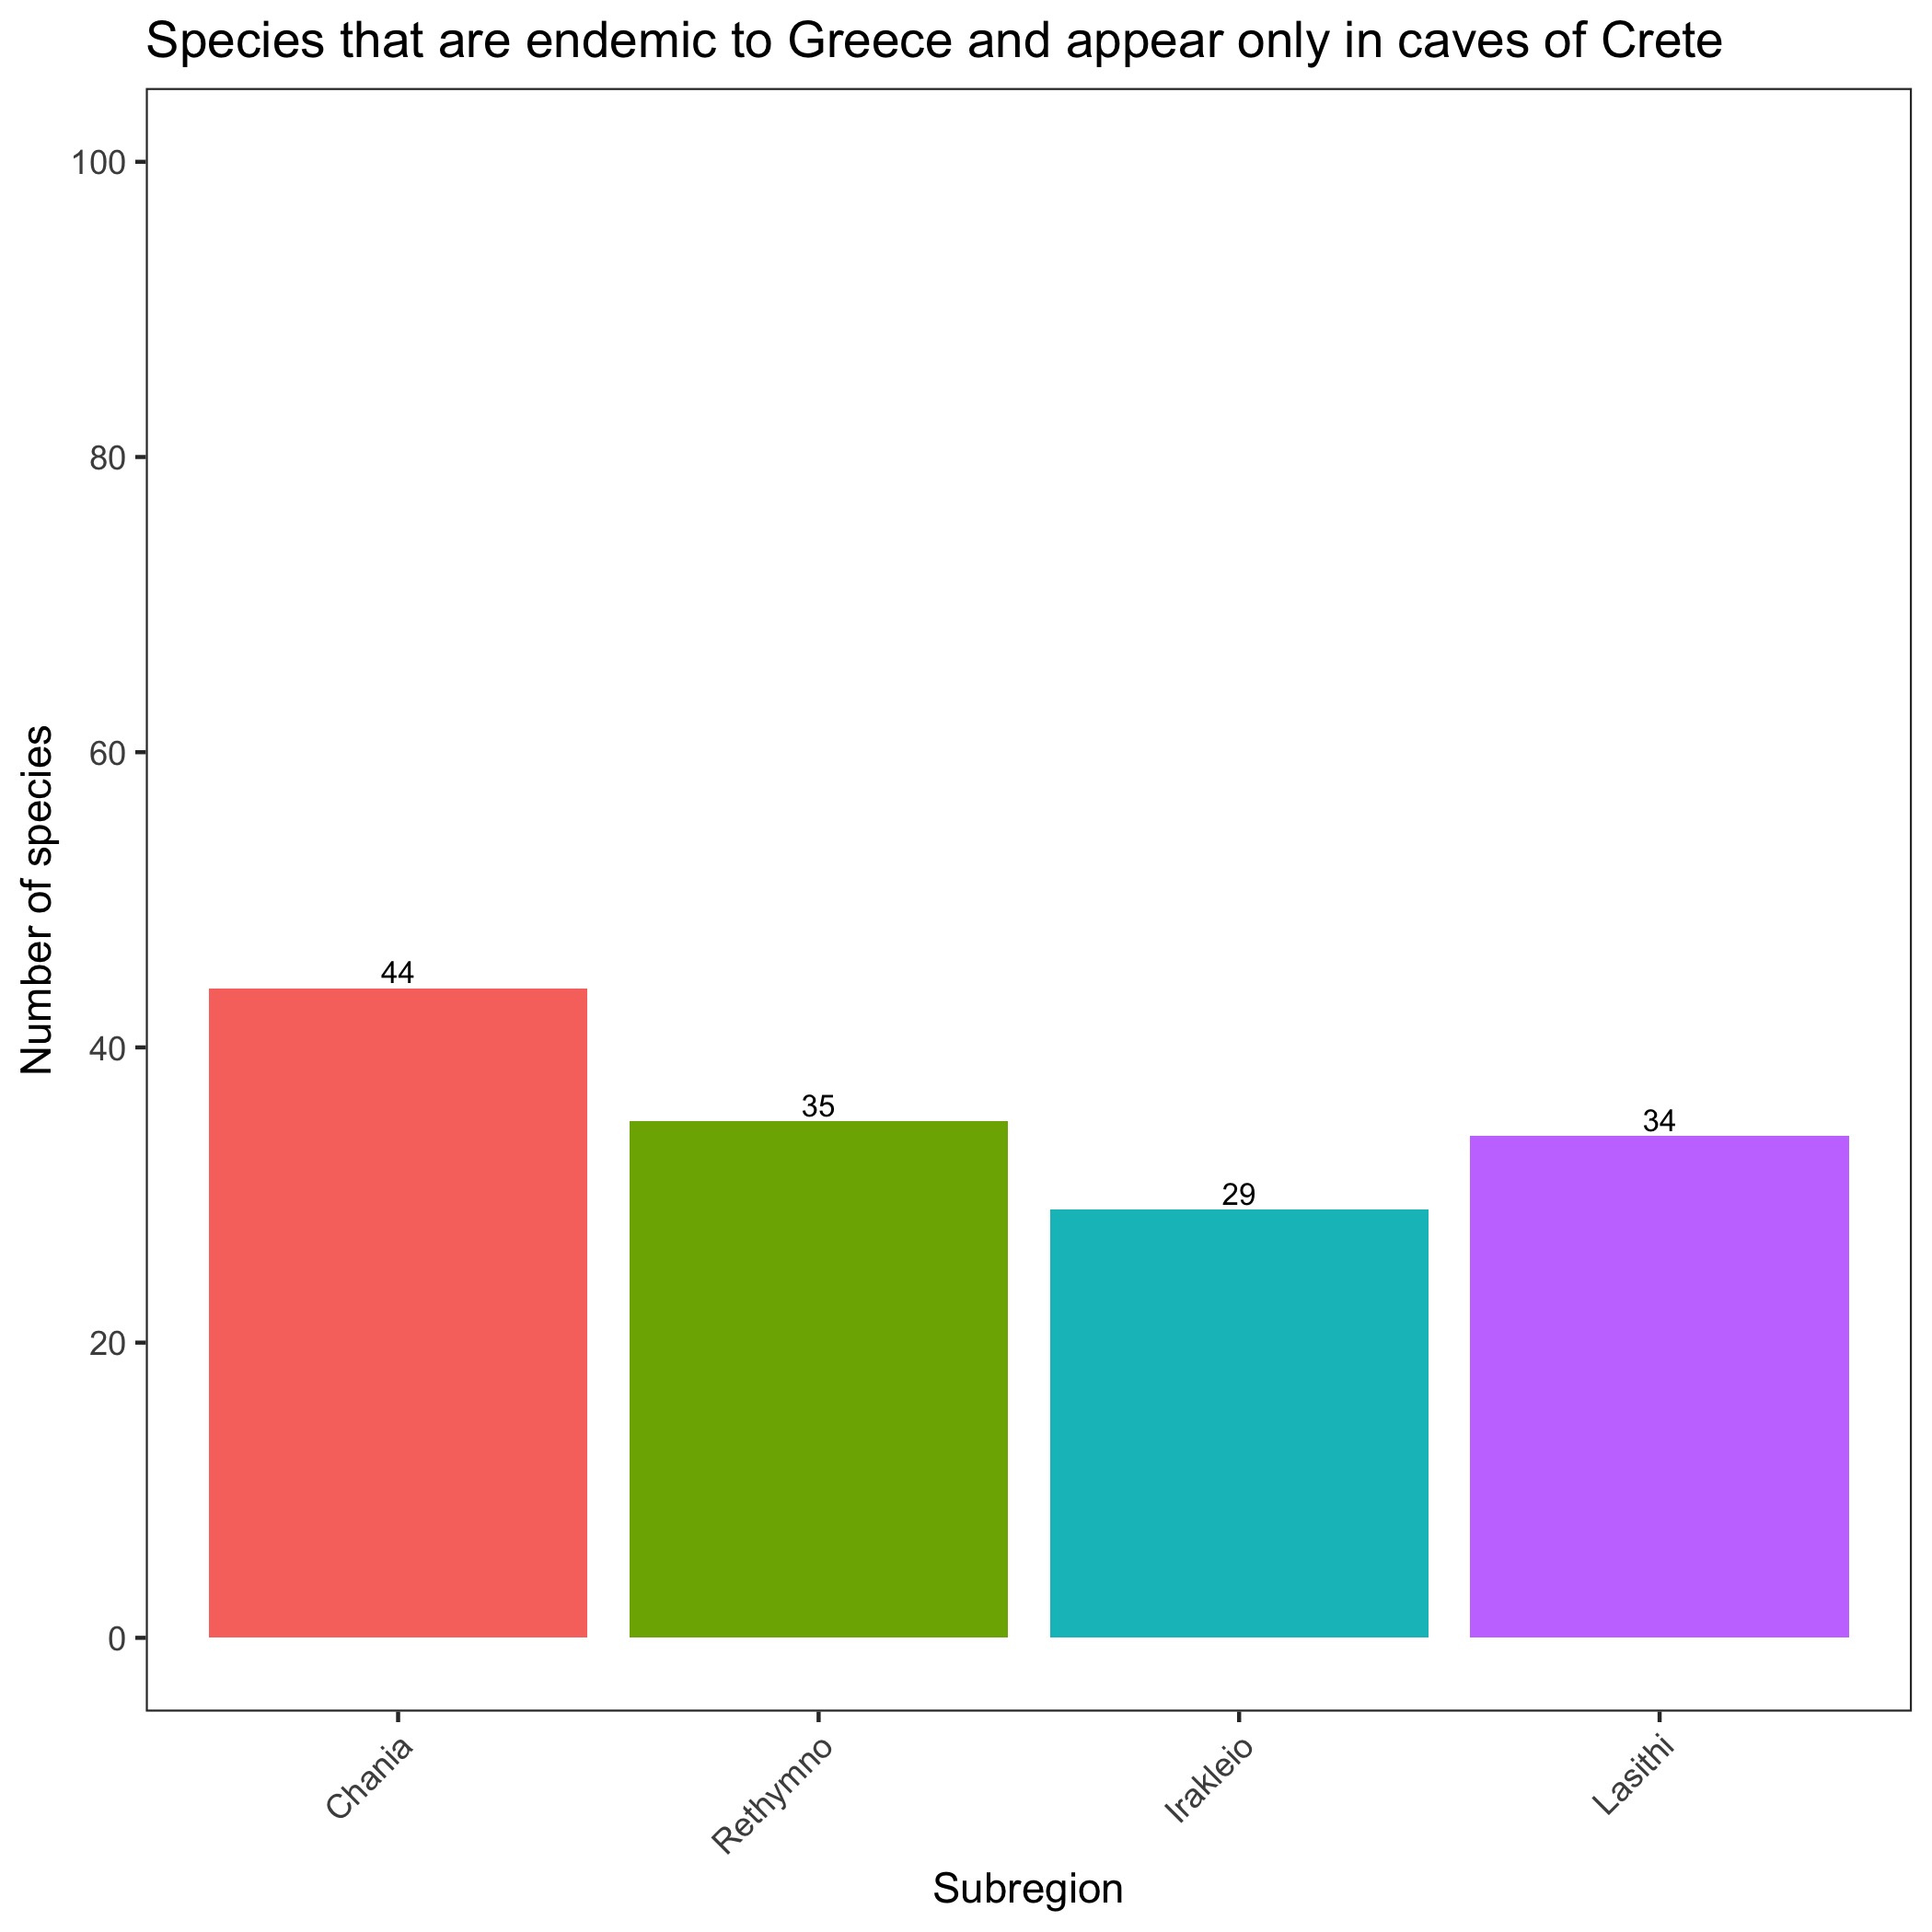 Species that are endemic to Greece and appear only in caves of Crete
Number of species
100
80
60
40
20
0
44
35
29
34
Chania
Rethymno
Irakleio
Lasithi
Subregion